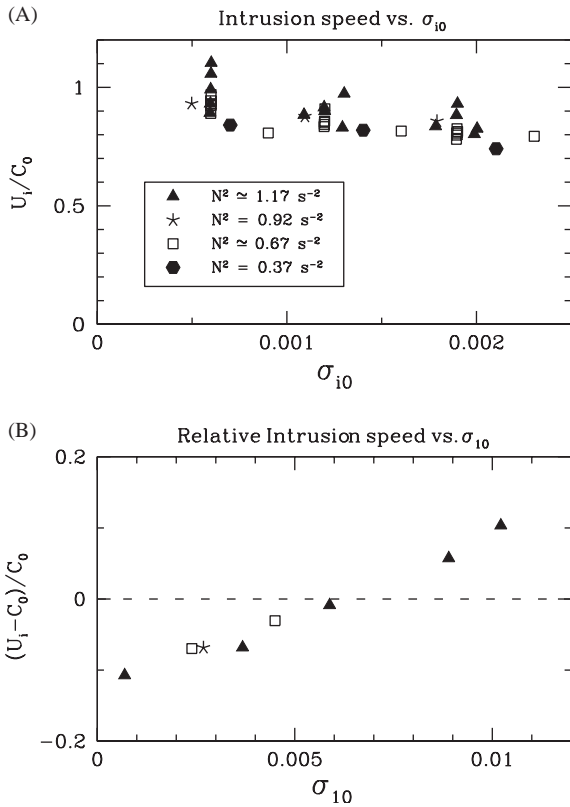 (A)
Intrusion speed vs. σi0
Ui/C0
1
0.5
0
▲ N² ≃ 1.17 s⁻²
N² = 0.92 s⁻²
□ N² ≃ 0.67 s⁻²
N² = 0.37 s⁻²
0 0.001 0.002
σi0
(B)
Relative Intrusion speed vs. σ10
(Ui−C0)/C0
0.2
0
−0.2
0 0.005 0.01
σ10